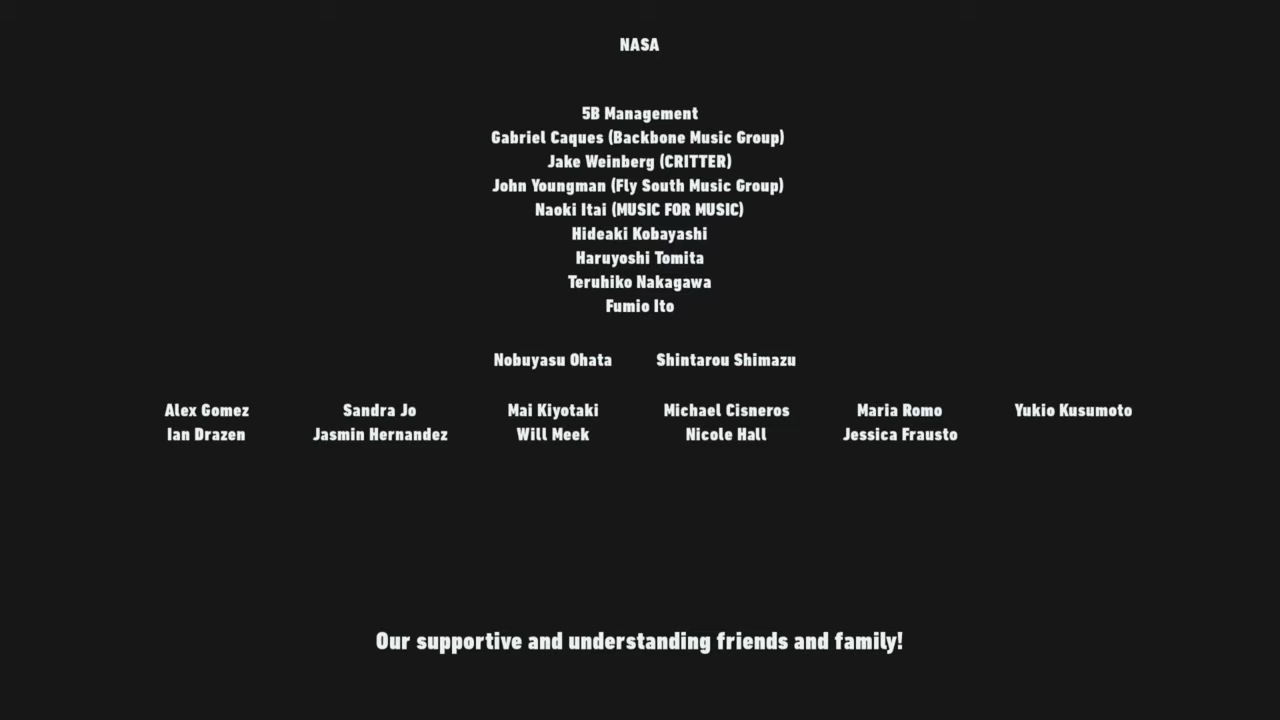 NASA
5B Management
Gabriel Caques (Backbone Music Group)
Jake Weinberg (CRITTER)
John Youngman (Fly South Music Group)
Naoki Itai (MUSIC FOR MUSIC)
Hideaki Kobayashi
Haruyoshi Tomita
Teruhiko Nakagawa
Fumio Ito
Nobuyasu Ohata Shintarou Shimazu
Alex Gomez Sandra Jo Mai Kiyotaki Michael Cisneros Maria Romo Yukio Kusumoto
Ian Drazen Jasmin Hernandez Will Meek Nicole Hall Jessica Frausto
Our supportive and understanding friends and family!